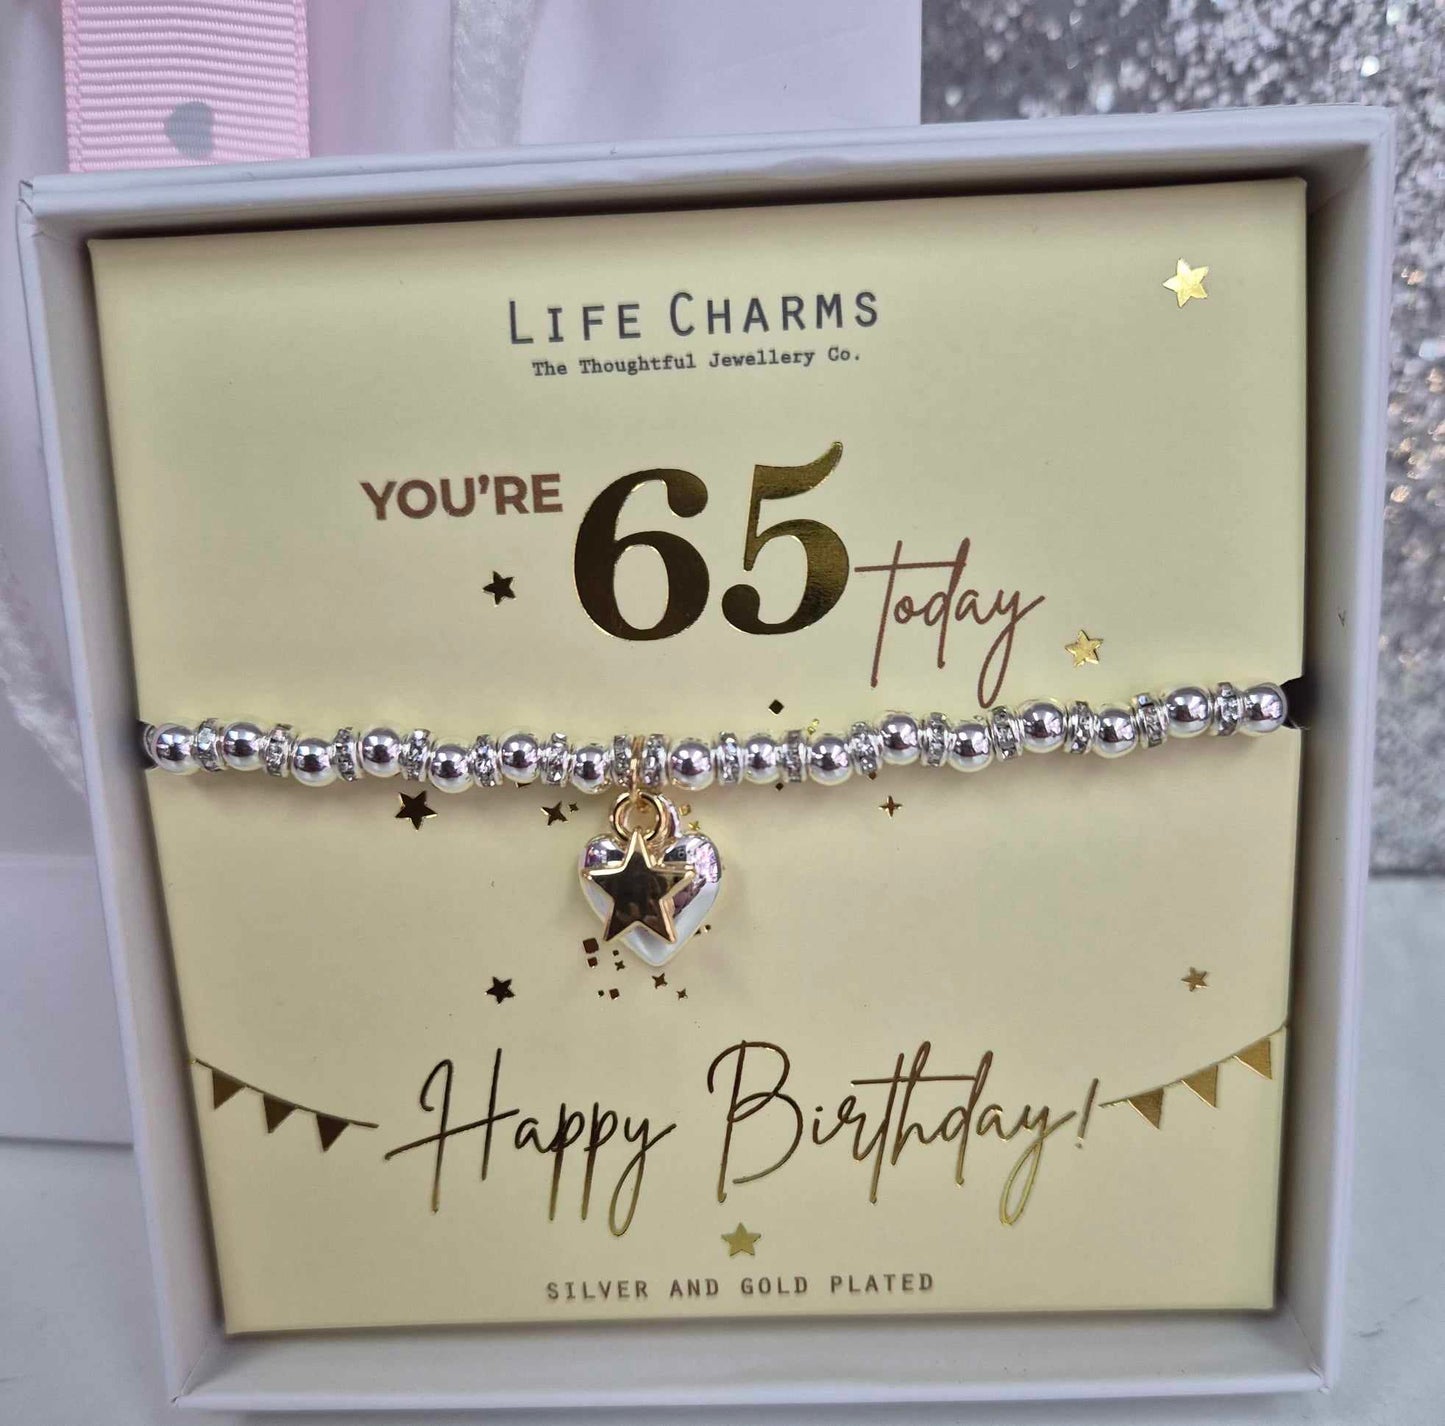 LIFE CHARMS
The Thoughtful Jewellery Co.
YOU'RE 65 today
Happy Birthday!
SILVER AND GOLD PLATED